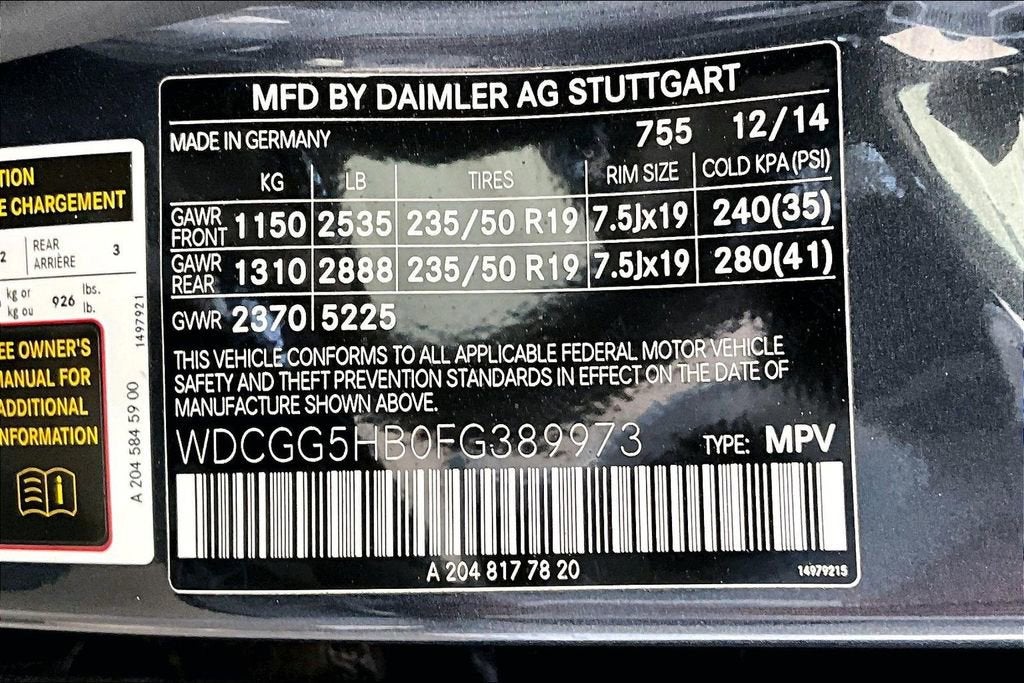 MFD BY DAIMLER AG STUTTGART
MADE IN GERMANY 755 12/14
KG LB TIRES RIM SIZE COLD KPA(PSI)
GAWR FRONT 1150 2535 235/50 R19 7.5Jx19 240(35)
GAWR REAR 1310 2888 235/50 R19 7.5Jx19 280(41)
GVWR 2370 5225
THIS VEHICLE CONFORMS TO ALL APPLICABLE FEDERAL MOTOR VEHICLE
SAFETY AND THEFT PREVENTION STANDARDS IN EFFECT ON THE DATE OF
MANUFACTURE SHOWN ABOVE.
WDCGG5HB0FG389973 TYPE: MPV
A 204 817 78 20 14979215
TION
E CHARGEMENT
2 REAR ARRIÈRE 3
kg or kg ou 926 lbs. lb.
EE OWNER'S
MANUAL FOR
ADDITIONAL
NFORMATION
1497921
A 204 584 59 00